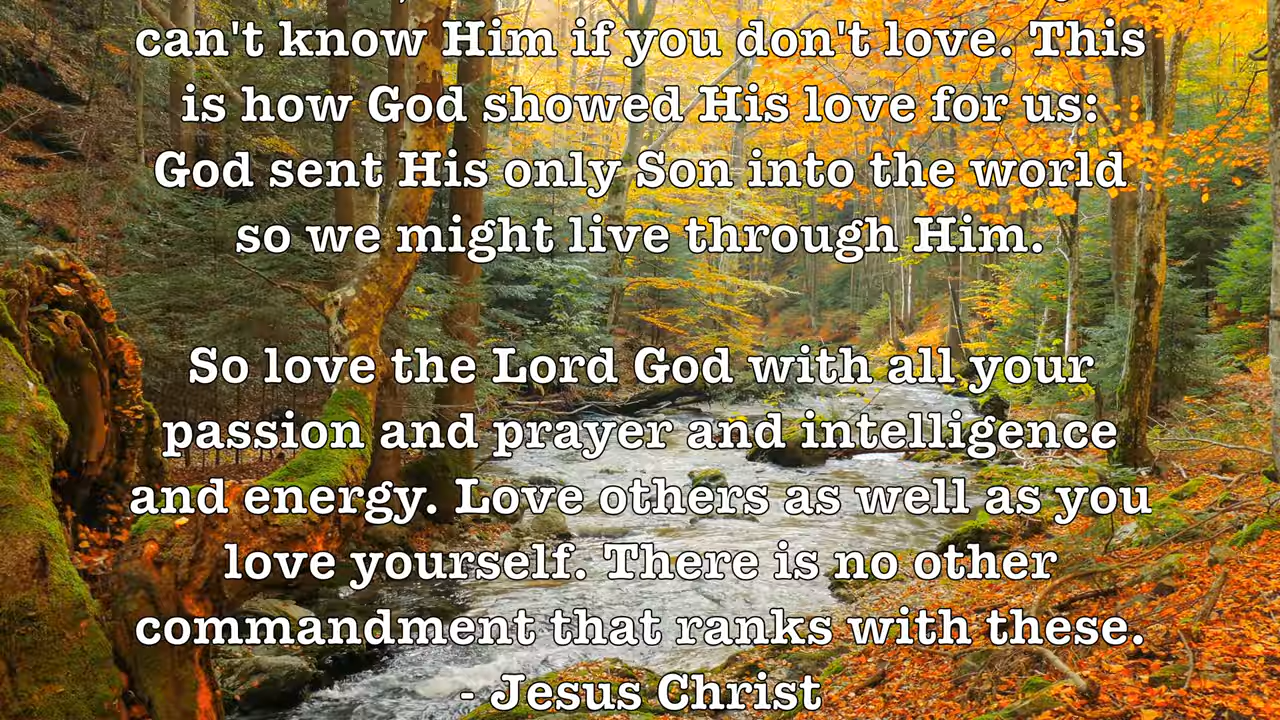 can't know Him if you don't love. This
is how God showed His love for us:
God sent His only Son into the world
so we might live through Him.
So love the Lord God with all your
passion and prayer and intelligence
and energy. Love others as well as you
love yourself. There is no other
commandment that ranks with these.
- Jesus Christ